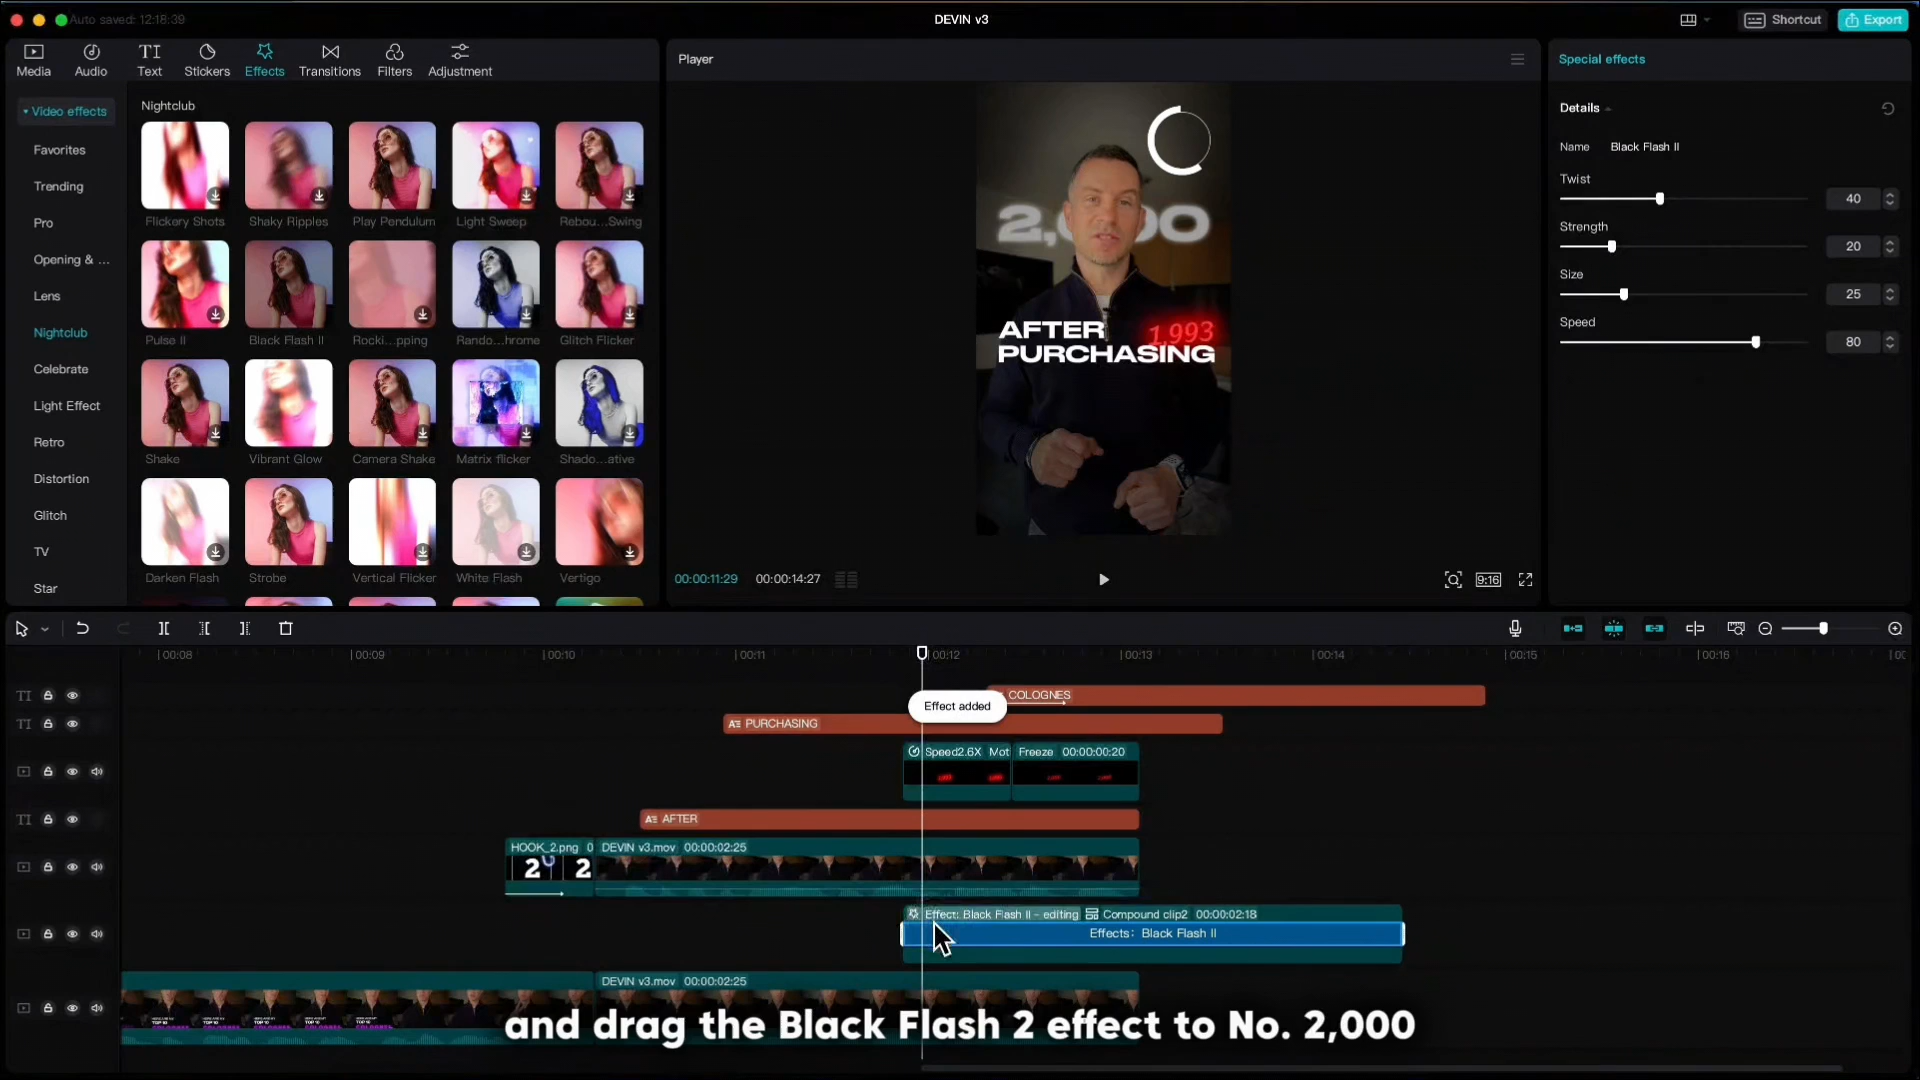 Auto saved: 12:18:39
DEVIN v3
Shortcut
Export
Media
Audio
TI
Text
Stickers
Effects
Transitions
Filters
Adjustment
Video effects
Favorites
Trending
Pro
Opening & ...
Lens
Nightclub
Celebrate
Light Effect
Retro
Distortion
Glitch
TV
Star
Nightclub
Flickery Shots
Shaky Ripples
Play Pendulum
Light Sweep
Rebou...Swing
Pulse II
Black Flash II
Rocki...pping
Rando...hrome
Glitch Flicker
Shake
Vibrant Glow
Camera Shake
Matrix flicker
Shado...ative
Darken Flash
Strobe
Vertical Flicker
White Flash
Vertigo
Player
2,000
AFTER
1,993
PURCHASING
00:00:11:29
00:00:14:27
9:16
Special effects
Details
Name Black Flash II
Twist
40
Strength
20
Size
25
Speed
80
00:08
00:09
00:10
00:11
00:12
00:13
00:14
00:15
00:16
TI
COLOGNES
Effect added
TI
A PURCHASING
Speed2.6X Mot
Freeze 00:00:00:20
TI
A AFTER
HOOK_2.png 0
DEVIN v3.mov 00:00:02:25
2 2
Effect: Black Flash II - editing
Compound clip2 00:00:02:18
Effects: Black Flash II
DEVIN v3.mov 00:00:02:25
and drag the Black Flash 2 effect to No. 2,000